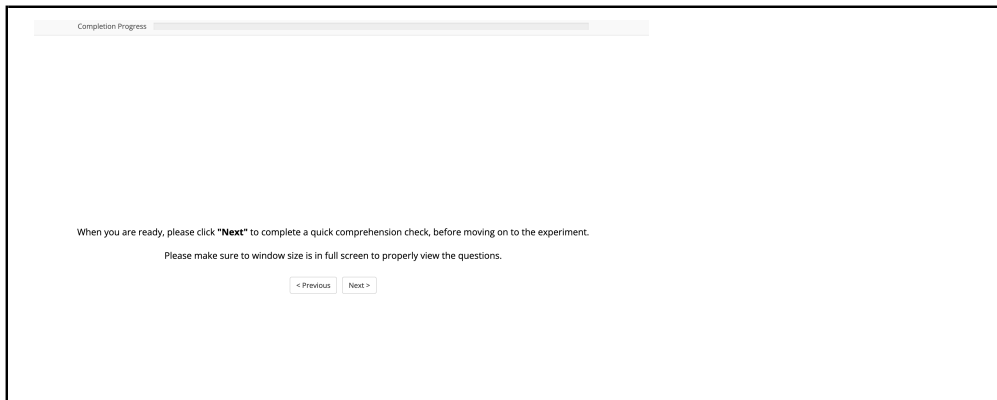 Completion Progress
When you are ready, please click "Next" to complete a quick comprehension check, before moving on to the experiment.
Please make sure to window size is in full screen to properly view the questions.
< Previous Next >